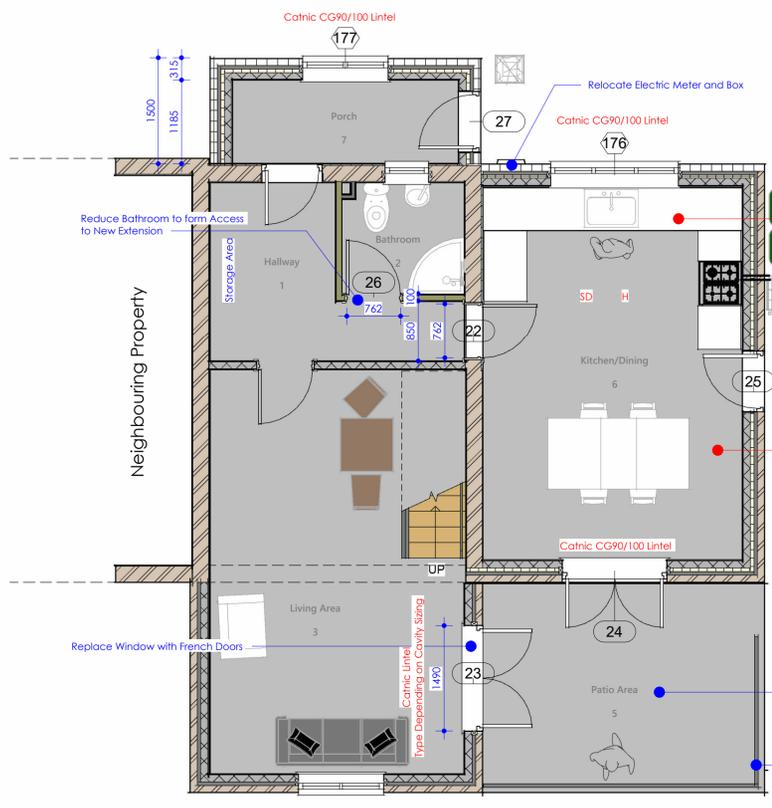 Catnic CG90/100 Lintel
177
315
1500
1185
Porch
7
27
Relocate Electric Meter and Box
Catnic CG90/100 Lintel
176
Reduce Bathroom to form Access
to New Extension
Storage Area
Hallway
1
Bathroom
2
26
762
100
850
762
22
SD
H
Kitchen/Dining
6
25
Neighbouring Property
UP
Catnic CG90/100 Lintel
24
Living Area
3
Replace Window with French Doors
Catnic Lintel
Type Depending on Cavity Sizing
1490
23
Patio Area
5